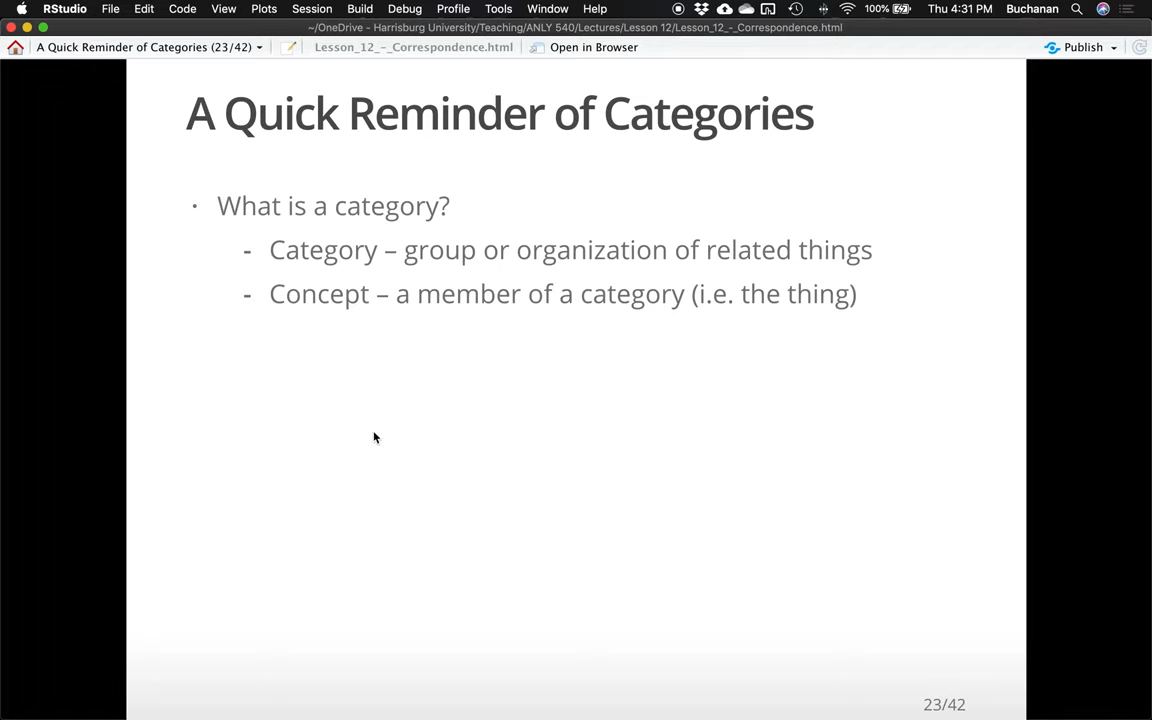 RStudio File Edit Code View Plots Session Build Debug Profile Tools Window Help 100% Thu 4:31 PM Buchanan
~/OneDrive - Harrisburg University/Teaching/ANLY 540/Lectures/Lesson 12/Lesson_12_-_Correspondence.html
A Quick Reminder of Categories (23/42) Lesson_12_-_Correspondence.html Open in Browser Publish
A Quick Reminder of Categories
· What is a category?
- Category – group or organization of related things
- Concept – a member of a category (i.e. the thing)
23/42